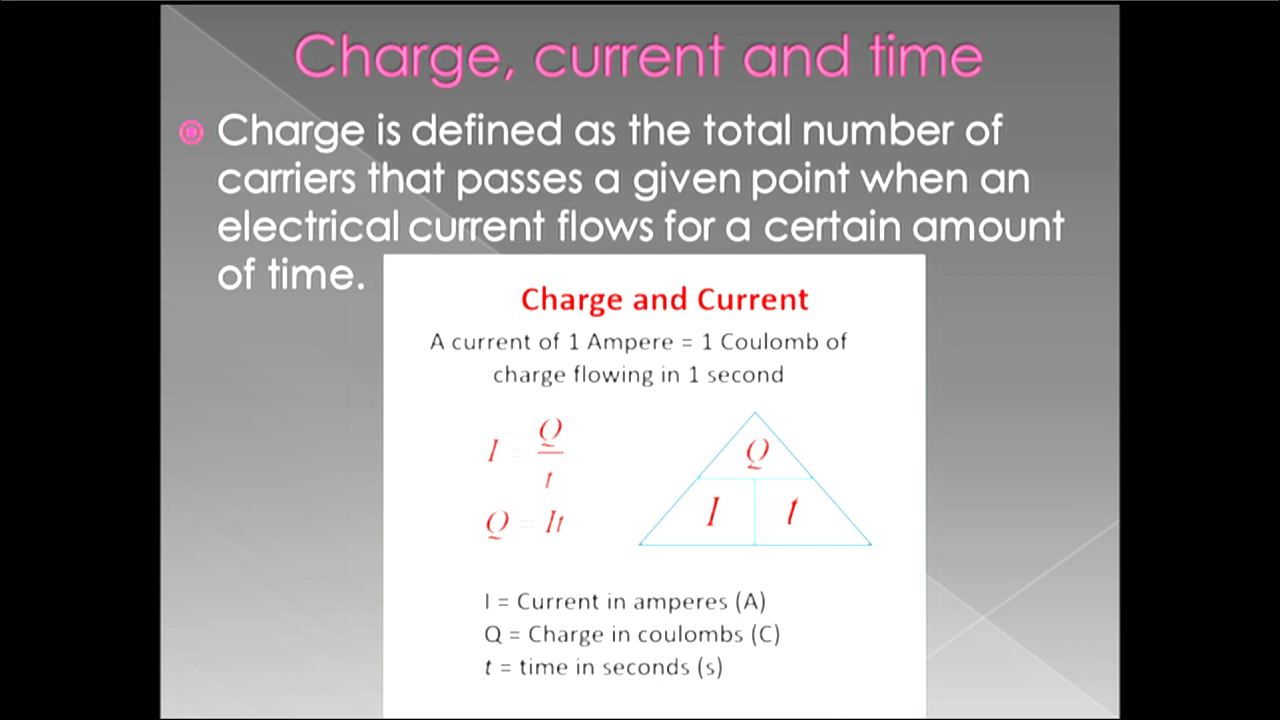 Charge, current and time
Charge is defined as the total number of
carriers that passes a given point when an
electrical current flows for a certain amount
of time.
Charge and Current
A current of 1 Ampere = 1 Coulomb of
charge flowing in 1 second
I = Q/t
Q = It
Q
I t
I = Current in amperes (A)
Q = Charge in coulombs (C)
t = time in seconds (s)